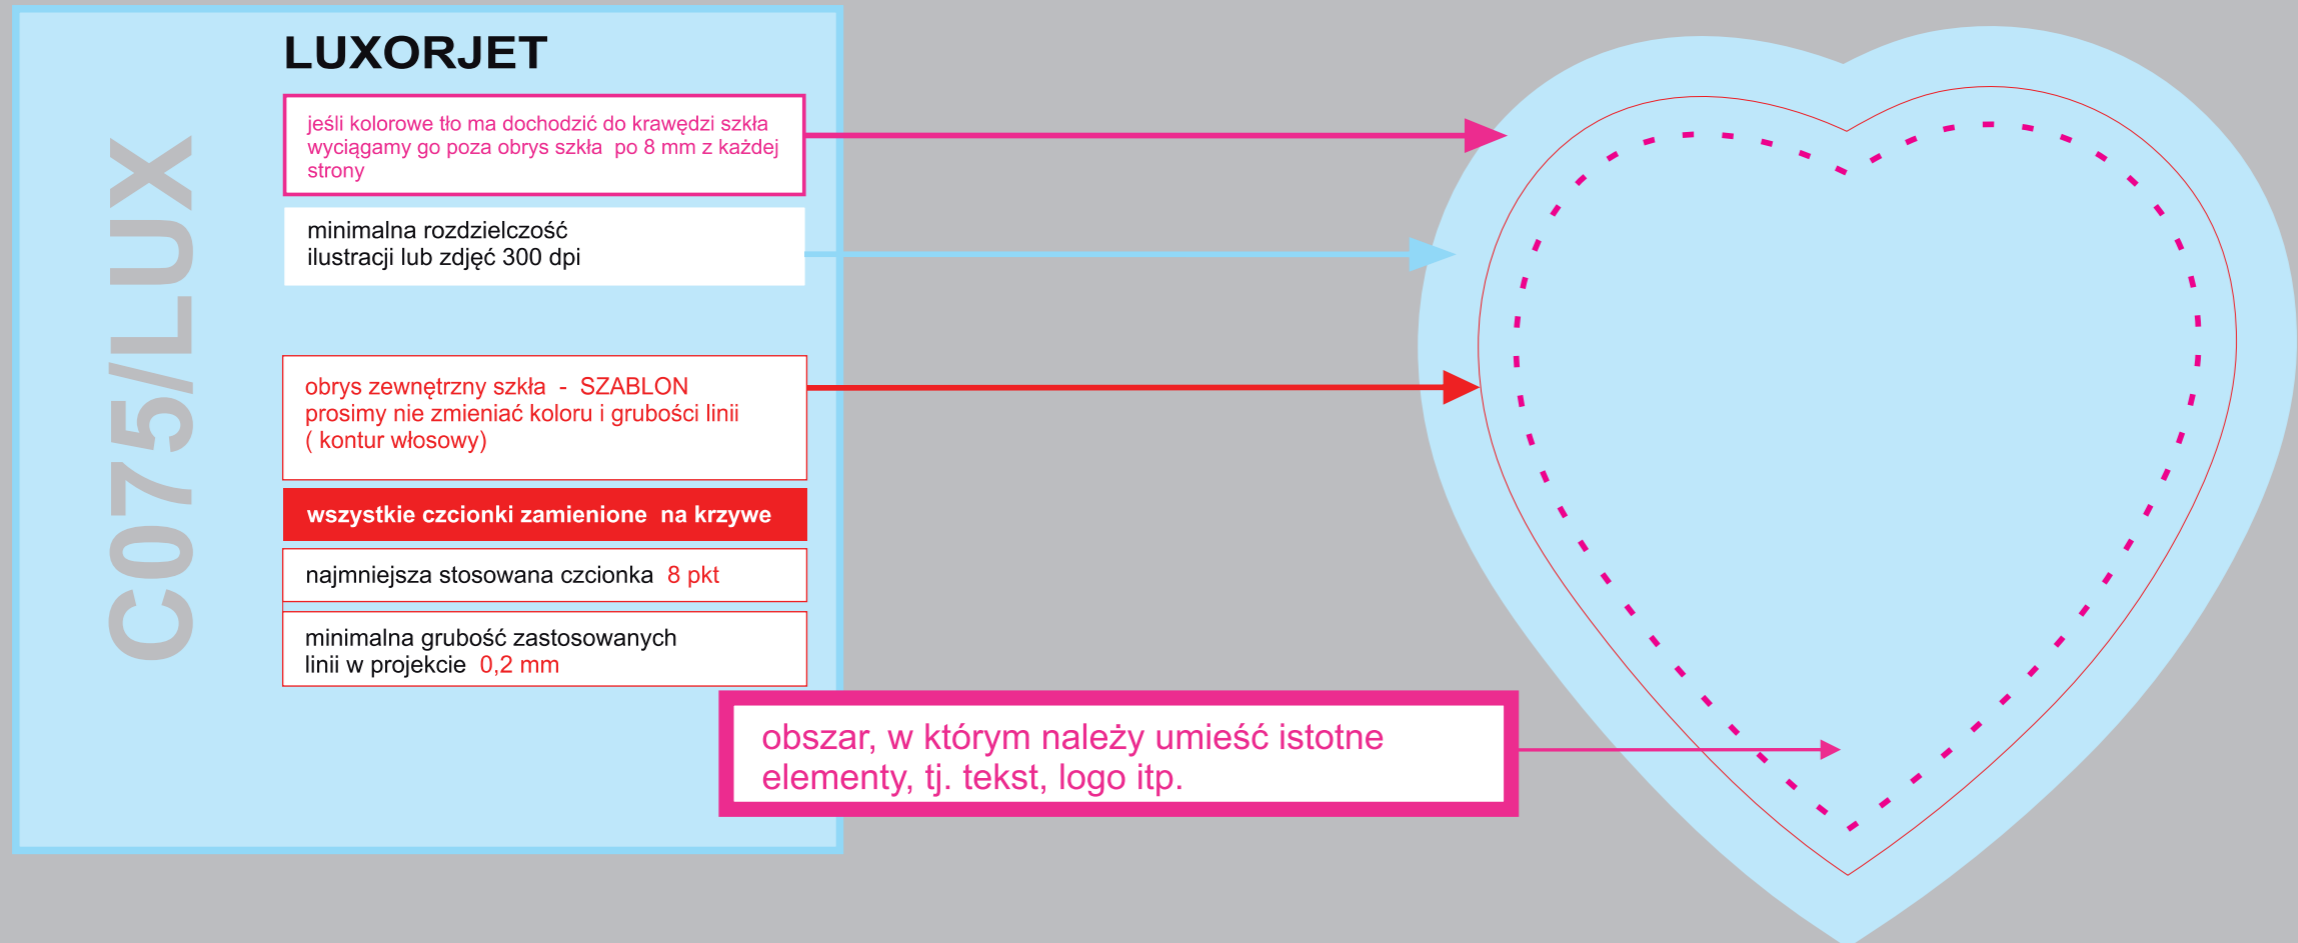 LUXORJET
C075/LUX
jeśli kolorowe tło ma dochodzić do krawędzi szkła
wyciągamy go poza obrys szkła po 8 mm z każdej
strony
minimalna rozdzielczość
ilustracji lub zdjęć 300 dpi
obrys zewnętrzny szkła - SZABLON
prosimy nie zmieniać koloru i grubości linii
( kontur włosowy)
wszystkie czcionki zamienione na krzywe
najmniejsza stosowana czcionka 8 pkt
minimalna grubość zastosowanych
linii w projekcie 0,2 mm
obszar, w którym należy umieść istotne
elementy, tj. tekst, logo itp.